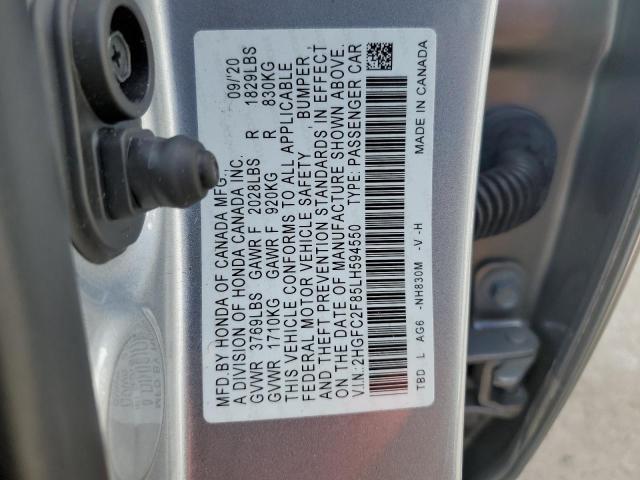 MFD BY HONDA OF CANADA MFG., 09/20
A DIVISION OF HONDA CANADA INC.
GVWR 3769LBS GAWR F 2028LBS R 1829LBS
GVWR 1710KG GAWR F 920KG R 830KG
THIS VEHICLE CONFORMS TO ALL APPLICABLE
FEDERAL MOTOR VEHICLE SAFETY BUMPER,
AND THEFT PREVENTION STANDARDS IN EFFECT
ON THE DATE OF MANUFACTURE SHOWN ABOVE.
V.I.N: 2HGFC2F85LH594550 TYPE: PASSENGER CAR
TBD L AG6 -NH830M -V -H MADE IN CANADA